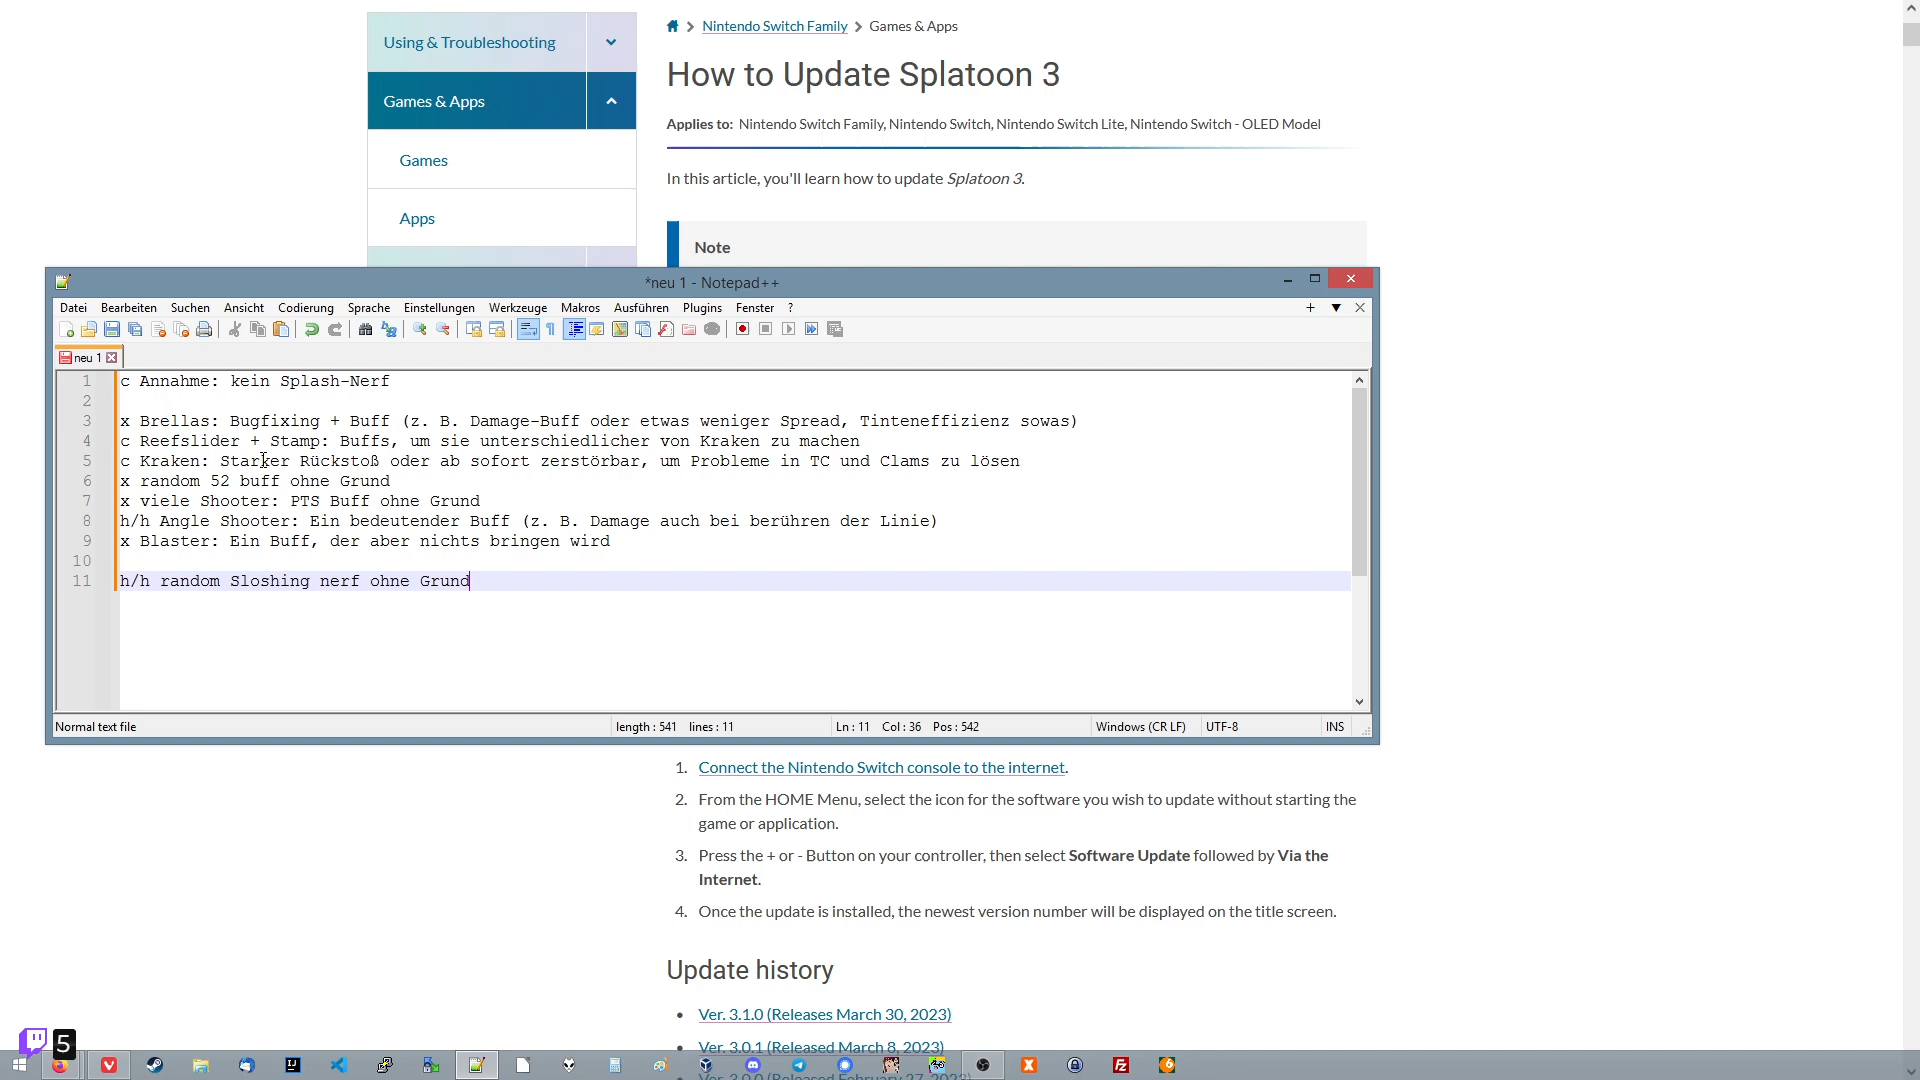 Using & Troubleshooting
Games & Apps
Games
Apps
Nintendo Switch Family
Games & Apps
How to Update Splatoon 3
Applies to: Nintendo Switch Family, Nintendo Switch, Nintendo Switch Lite, Nintendo Switch - OLED Model
In this article, you'll learn how to update Splatoon 3.
Note
*neu 1 - Notepad++
Datei Bearbeiten Suchen Ansicht Codierung Sprache Einstellungen Werkzeuge Makros Ausführen Plugins Fenster ?
neu 1
1 c Annahme: kein Splash-Nerf
2
3 x Brellas: Bugfixing + Buff (z. B. Damage-Buff oder etwas weniger Spread, Tinteneffizienz sowas)
4 c Reefslider + Stamp: Buffs, um sie unterschiedlicher von Kraken zu machen
5 c Kraken: Starker Rückstoß oder ab sofort zerstörbar, um Probleme in TC und Clams zu lösen
6 x random 52 buff ohne Grund
7 x viele Shooter: PTS Buff ohne Grund
8 h/h Angle Shooter: Ein bedeutender Buff (z. B. Damage auch bei berühren der Linie)
9 x Blaster: Ein Buff, der aber nichts bringen wird
10
11 h/h random Sloshing nerf ohne Grund
Normal text file length : 541 lines : 11 Ln : 11 Col : 36 Pos : 542 Windows (CR LF) UTF-8 INS
1. Connect the Nintendo Switch console to the internet.
2. From the HOME Menu, select the icon for the software you wish to update without starting the
game or application.
3. Press the + or - Button on your controller, then select Software Update followed by Via the
Internet.
4. Once the update is installed, the newest version number will be displayed on the title screen.
Update history
• Ver. 3.1.0 (Releases March 30, 2023)
• Ver. 3.0.1 (Released March 8, 2023)
• Ver. 3.0.0 (Released February 27, 2023)
5